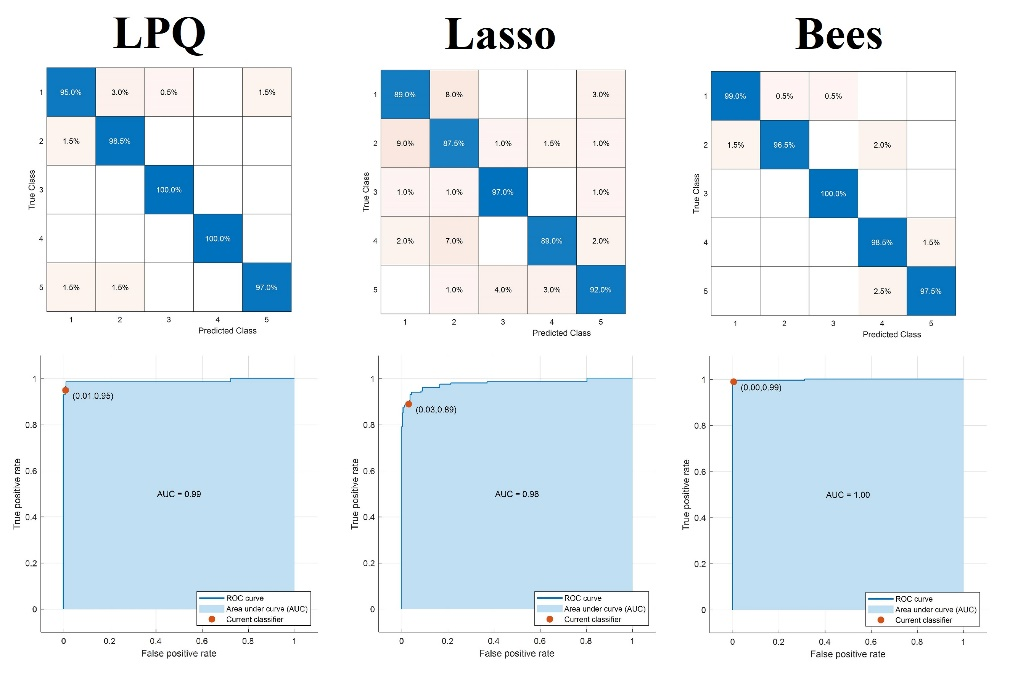 LPQ Lasso Bees
1 95.0% 3.0% 0.5% 1.5%
2 1.5% 98.5%
3 100.0%
4 100.0%
5 1.5% 1.5% 97.0%
1 2 3 4 5
True Class
Predicted Class
1 89.0% 8.0% 3.0%
2 9.0% 87.5% 1.0% 1.5% 1.0%
3 1.0% 1.0% 97.0% 1.0%
4 2.0% 7.0% 89.0% 2.0%
5 1.0% 4.0% 3.0% 92.0%
1 2 3 4 5
True Class
Predicted Class
1 99.0% 0.5% 0.5%
2 1.5% 96.5% 2.0%
3 100.0%
4 98.5% 1.5%
5 2.5% 97.5%
1 2 3 4 5
True Class
Predicted Class
1
(0.01,0.95)
0.8
0.6
AUC = 0.99
0.4
0.2
0
ROC curve
Area under curve (AUC)
Current classifier
0 0.2 0.4 0.6 0.8 1
True positive rate
False positive rate
1
(0.03,0.89)
0.8
0.6
AUC = 0.98
0.4
0.2
0
ROC curve
Area under curve (AUC)
Current classifier
0 0.2 0.4 0.6 0.8 1
True positive rate
False positive rate
1
(0.00,0.99)
0.8
0.6
AUC = 1.00
0.4
0.2
0
ROC curve
Area under curve (AUC)
Current classifier
0 0.2 0.4 0.6 0.8 1
True positive rate
False positive rate